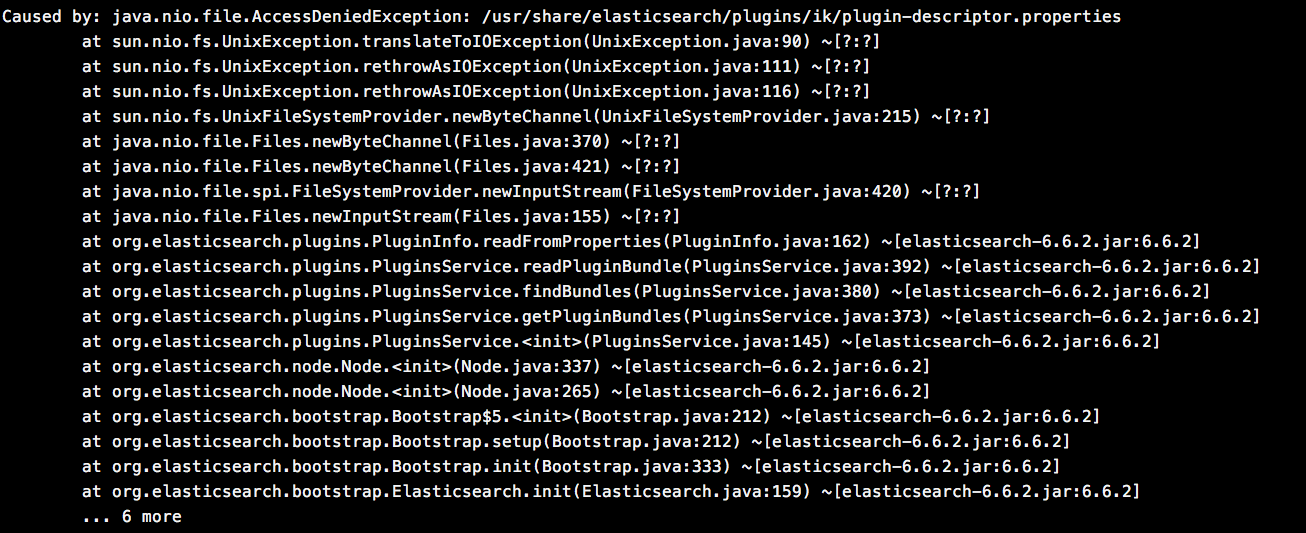 Caused by: java.nio.file.AccessDeniedException: /usr/share/elasticsearch/plugins/ik/plugin-descriptor.properties
at sun.nio.fs.UnixException.translateToIOException(UnixException.java:90) ~[?:?]
at sun.nio.fs.UnixException.rethrowAsIOException(UnixException.java:111) ~[?:?]
at sun.nio.fs.UnixException.rethrowAsIOException(UnixException.java:116) ~[?:?]
at sun.nio.fs.UnixFileSystemProvider.newByteChannel(UnixFileSystemProvider.java:215) ~[?:?]
at java.nio.file.Files.newByteChannel(Files.java:370) ~[?:?]
at java.nio.file.Files.newByteChannel(Files.java:421) ~[?:?]
at java.nio.file.spi.FileSystemProvider.newInputStream(FileSystemProvider.java:420) ~[?:?]
at java.nio.file.Files.newInputStream(Files.java:155) ~[?:?]
at org.elasticsearch.plugins.PluginInfo.readFromProperties(PluginInfo.java:162) ~[elasticsearch-6.6.2.jar:6.6.2]
at org.elasticsearch.plugins.PluginsService.readPluginBundle(PluginsService.java:392) ~[elasticsearch-6.6.2.jar:6.6.2]
at org.elasticsearch.plugins.PluginsService.findBundles(PluginsService.java:380) ~[elasticsearch-6.6.2.jar:6.6.2]
at org.elasticsearch.plugins.PluginsService.getPluginBundles(PluginsService.java:373) ~[elasticsearch-6.6.2.jar:6.6.2]
at org.elasticsearch.plugins.PluginsService.<init>(PluginsService.java:145) ~[elasticsearch-6.6.2.jar:6.6.2]
at org.elasticsearch.node.Node.<init>(Node.java:337) ~[elasticsearch-6.6.2.jar:6.6.2]
at org.elasticsearch.node.Node.<init>(Node.java:265) ~[elasticsearch-6.6.2.jar:6.6.2]
at org.elasticsearch.bootstrap.Bootstrap$5.<init>(Bootstrap.java:212) ~[elasticsearch-6.6.2.jar:6.6.2]
at org.elasticsearch.bootstrap.Bootstrap.setup(Bootstrap.java:212) ~[elasticsearch-6.6.2.jar:6.6.2]
at org.elasticsearch.bootstrap.Bootstrap.init(Bootstrap.java:333) ~[elasticsearch-6.6.2.jar:6.6.2]
at org.elasticsearch.bootstrap.Elasticsearch.init(Elasticsearch.java:159) ~[elasticsearch-6.6.2.jar:6.6.2]
... 6 more